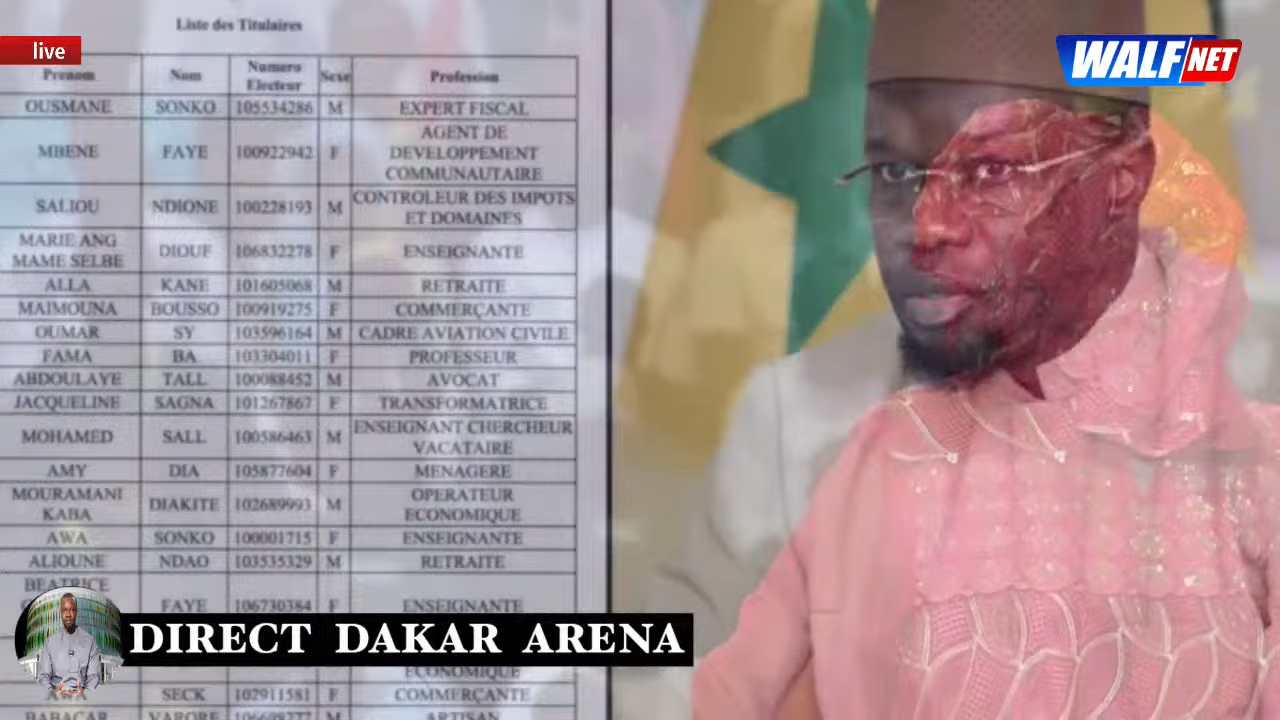 Liste des Titulaires
live
WALF NET
Prenom Nom Numero Electeur Sexe Profession
OUSMANE SONKO 105534286 M EXPERT FISCAL
MBENE FAYE 100922942 F AGENT DE DEVELOPPEMENT COMMUNAUTAIRE
SALIOU NDIONE 100228193 M CONTROLEUR DES IMPOTS ET DOMAINES
MARIE ANG MAME SELBE DIOUF 106832278 F ENSEIGNANTE
ALLA KANE 101605068 M RETRAITE
MAIMOUNA BOUSSO 100919275 F COMMERÇANTE
OUMAR SY 103596164 M CADRE AVIATION CIVILE
FAMA BA 103304011 F PROFESSEUR
ABDOULAYE TALL 100088452 M AVOCAT
JACQUELINE SAGNA 101267867 F TRANSFORMATRICE
MOHAMED SALL 100586463 M ENSEIGNANT CHERCHEUR VACATAIRE
AMY DIA 105877604 F MENAGERE
MOURAMANI KABA DIAKITE 102689993 M OPERATEUR ECONOMIQUE
AWA SONKO 100001715 F ENSEIGNANTE
ALIOUNE NDAO 103535329 M RETRAITE
BEATRICE FAYE 106730384 F ENSEIGNANTE
DIRECT DAKAR ARENA
ECONOMIQUE
AWA SECK 102911581 F COMMERÇANTE
BABACAR M ARTISAN